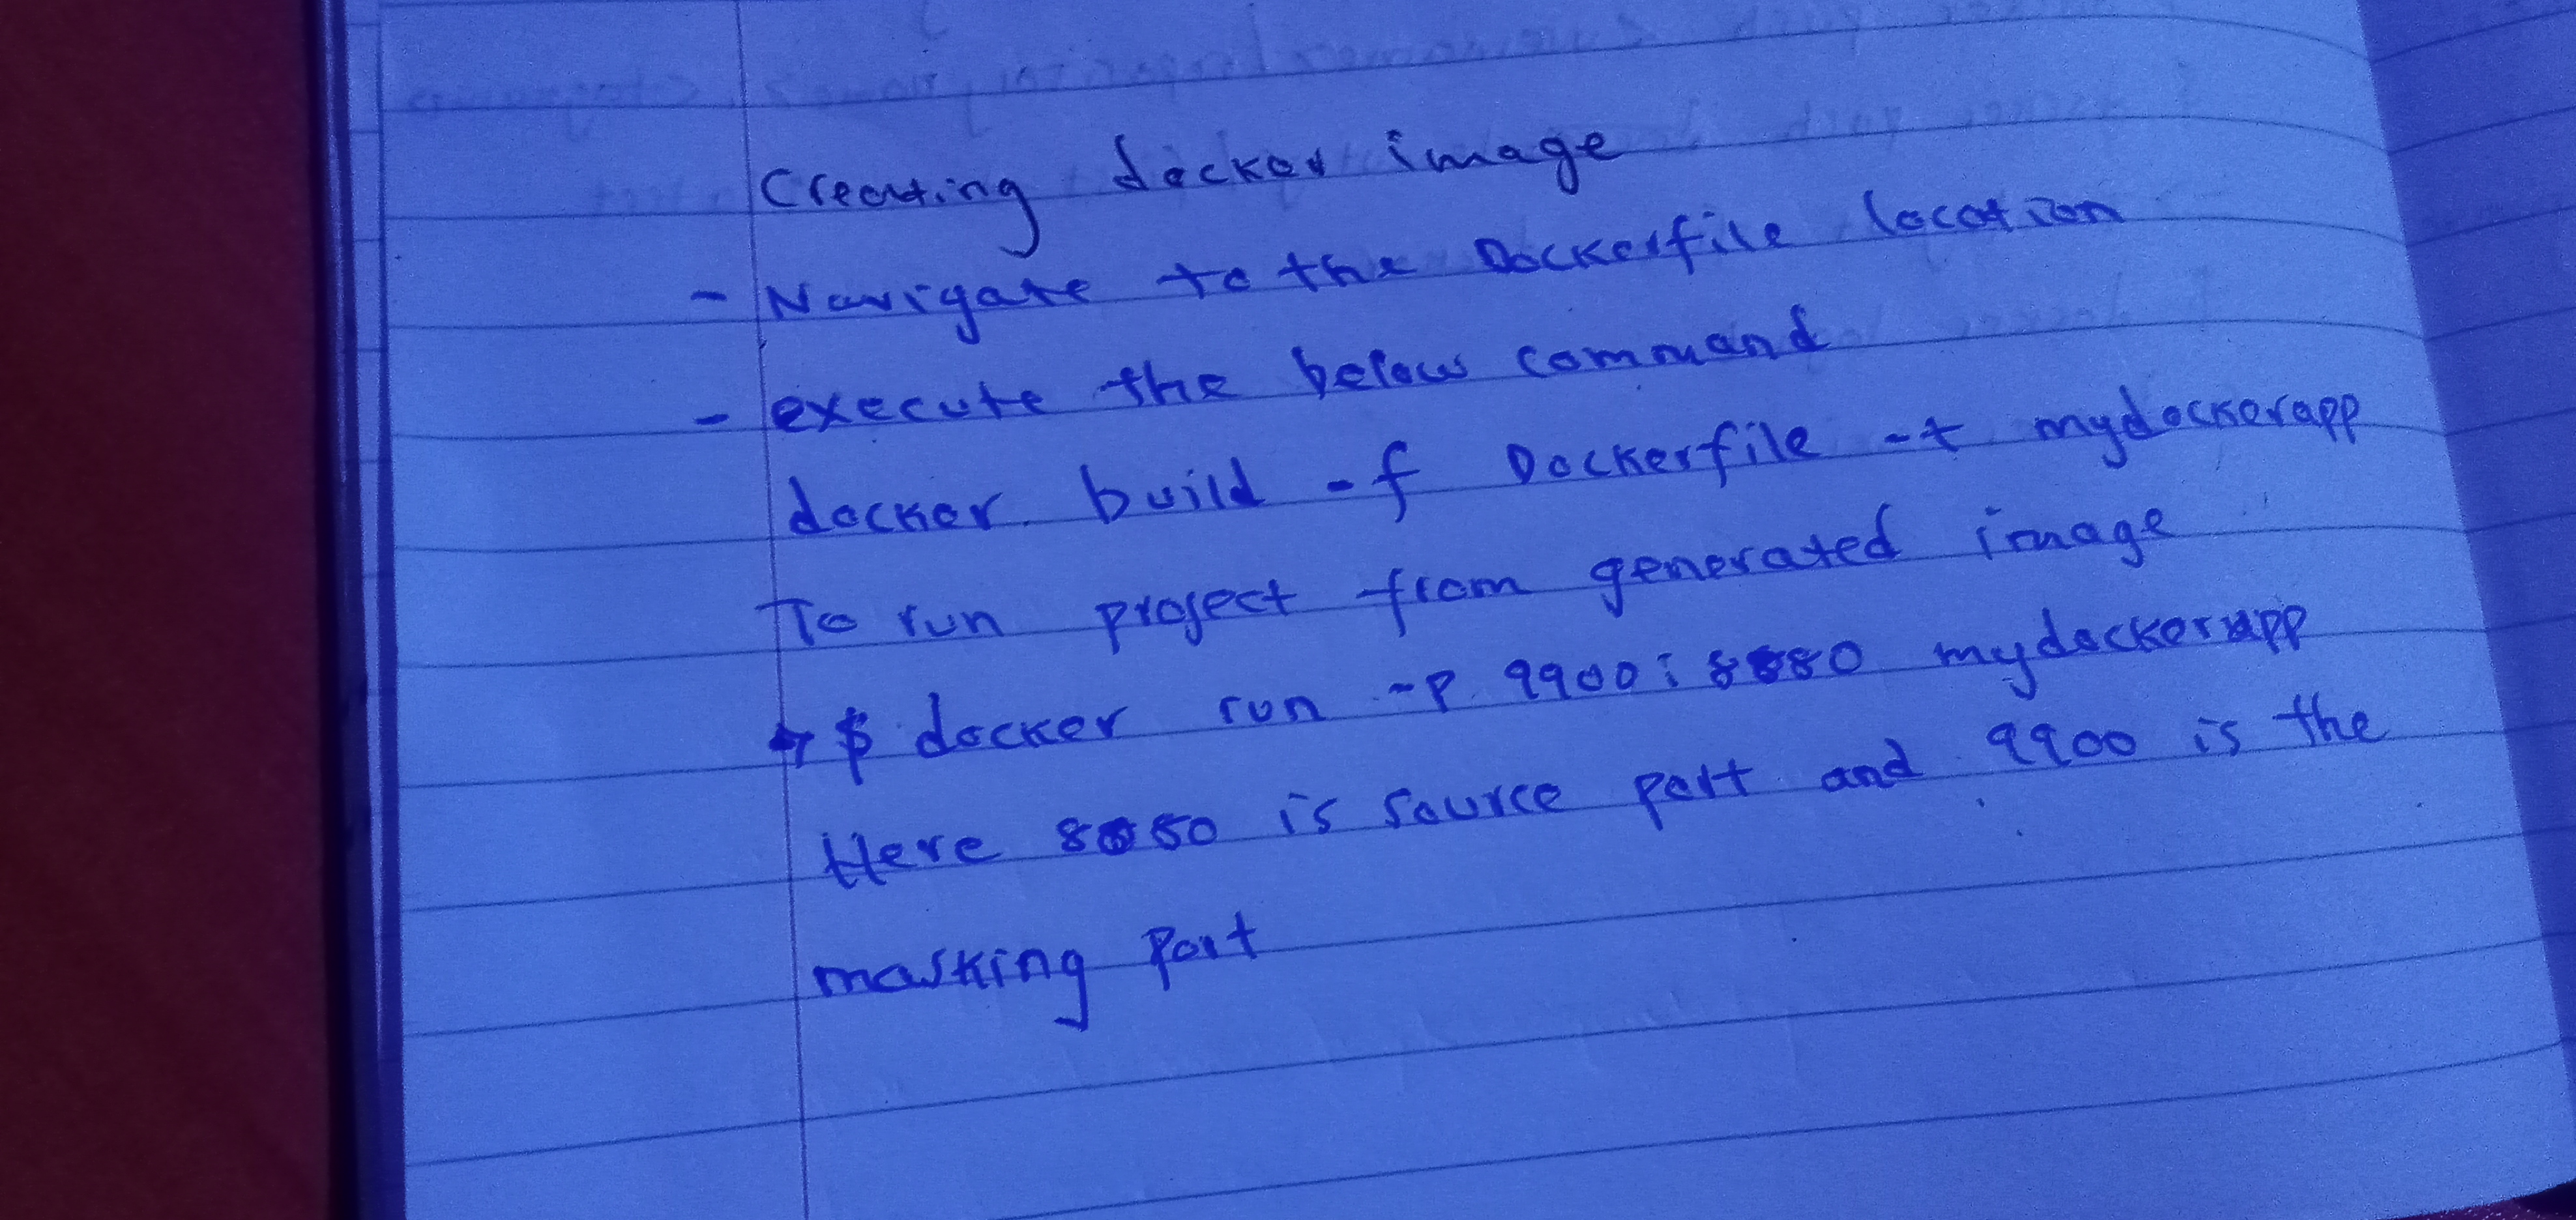 Creating docker image
- Navigate to the Dockerfile location
- execute the below command
docker build -f Dockerfile -t mydockerapp
To run project from generated image
$ docker run -p 9900:8080 mydockerapp
Here 8080 is source port and 9900 is the
masking port